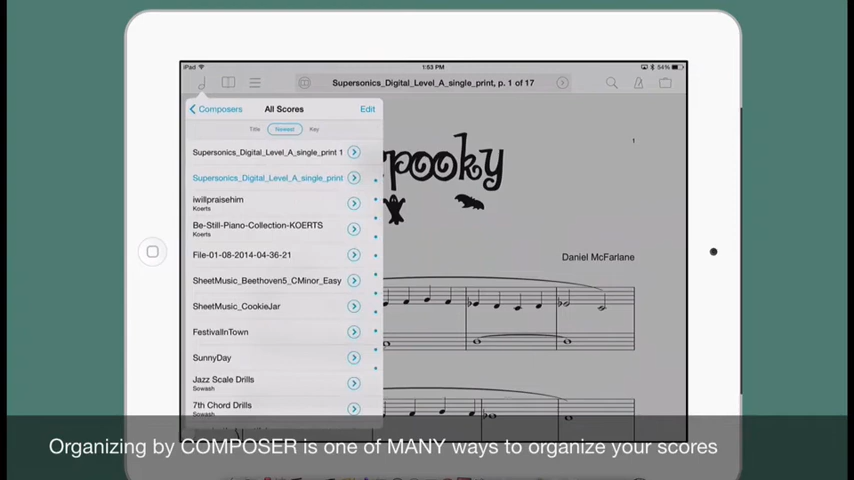 iPad
1:53 PM
54%
Supersonics_Digital_Level_A_single_print, p. 1 of 17
Composers
All Scores
Edit
Title
Newest
Key
Supersonics_Digital_Level_A_single_print 1
Supersonics_Digital_Level_A_single_print
iwillpraisehim
Koerts
Be-Still-Piano-Collection-KOERTS
Koerts
File-01-08-2014-04-36-21
SheetMusic_Beethoven5_CMinor_Easy
SheetMusic_CookieJar
FestivalInTown
SunnyDay
Jazz Scale Drills
Sowash
7th Chord Drills
Sowash
1
pooky
Daniel McFarlane
Organizing by COMPOSER is one of MANY ways to organize your scores